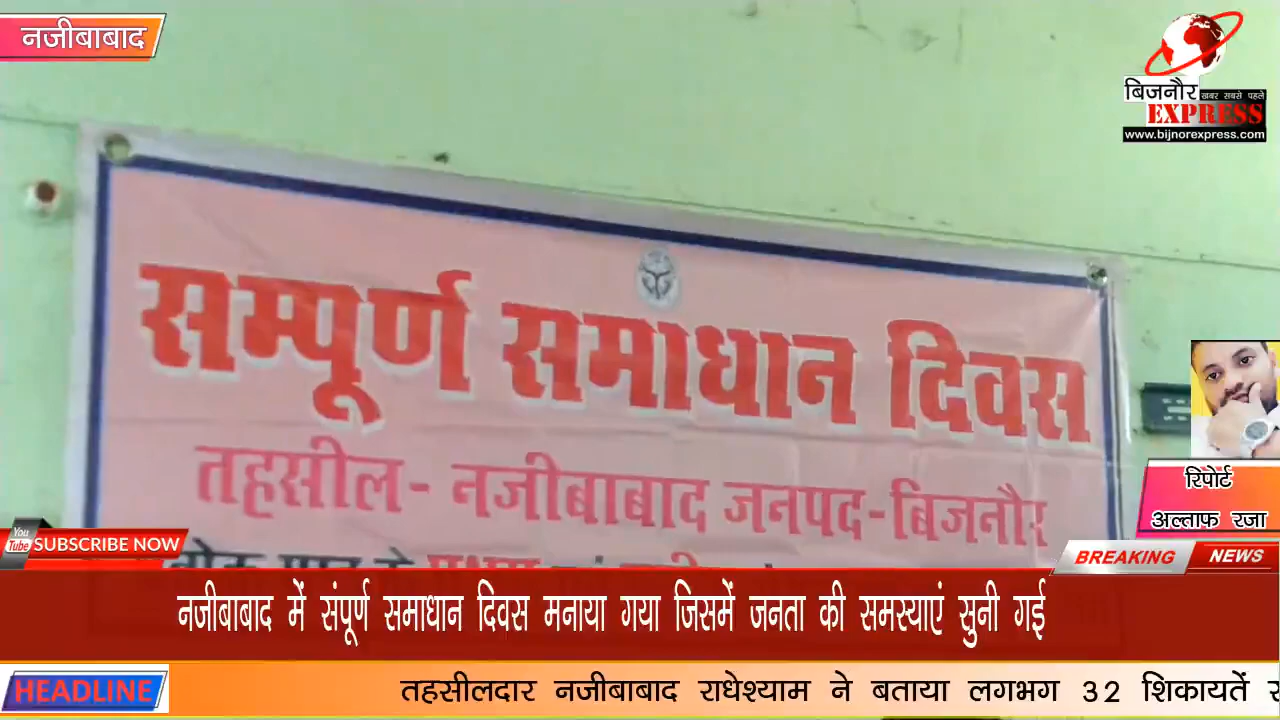 नजीबाबाद
बिजनौर खबर सबसे पहले
EXPRESS
www.bijnorexpress.com
सम्पूर्ण समाधान दिवस
तहसील- नजीबाबाद जनपद-बिजनौर
रिपोर्ट
अल्ताफ रजा
You Tube SUBSCRIBE NOW
BREAKING NEWS
नजीबाबाद में संपूर्ण समाधान दिवस मनाया गया जिसमें जनता की समस्याएं सुनी गई
HEADLINE
तहसीलदार नजीबाबाद राधेश्याम ने बताया लगभग 32 शिकायतें